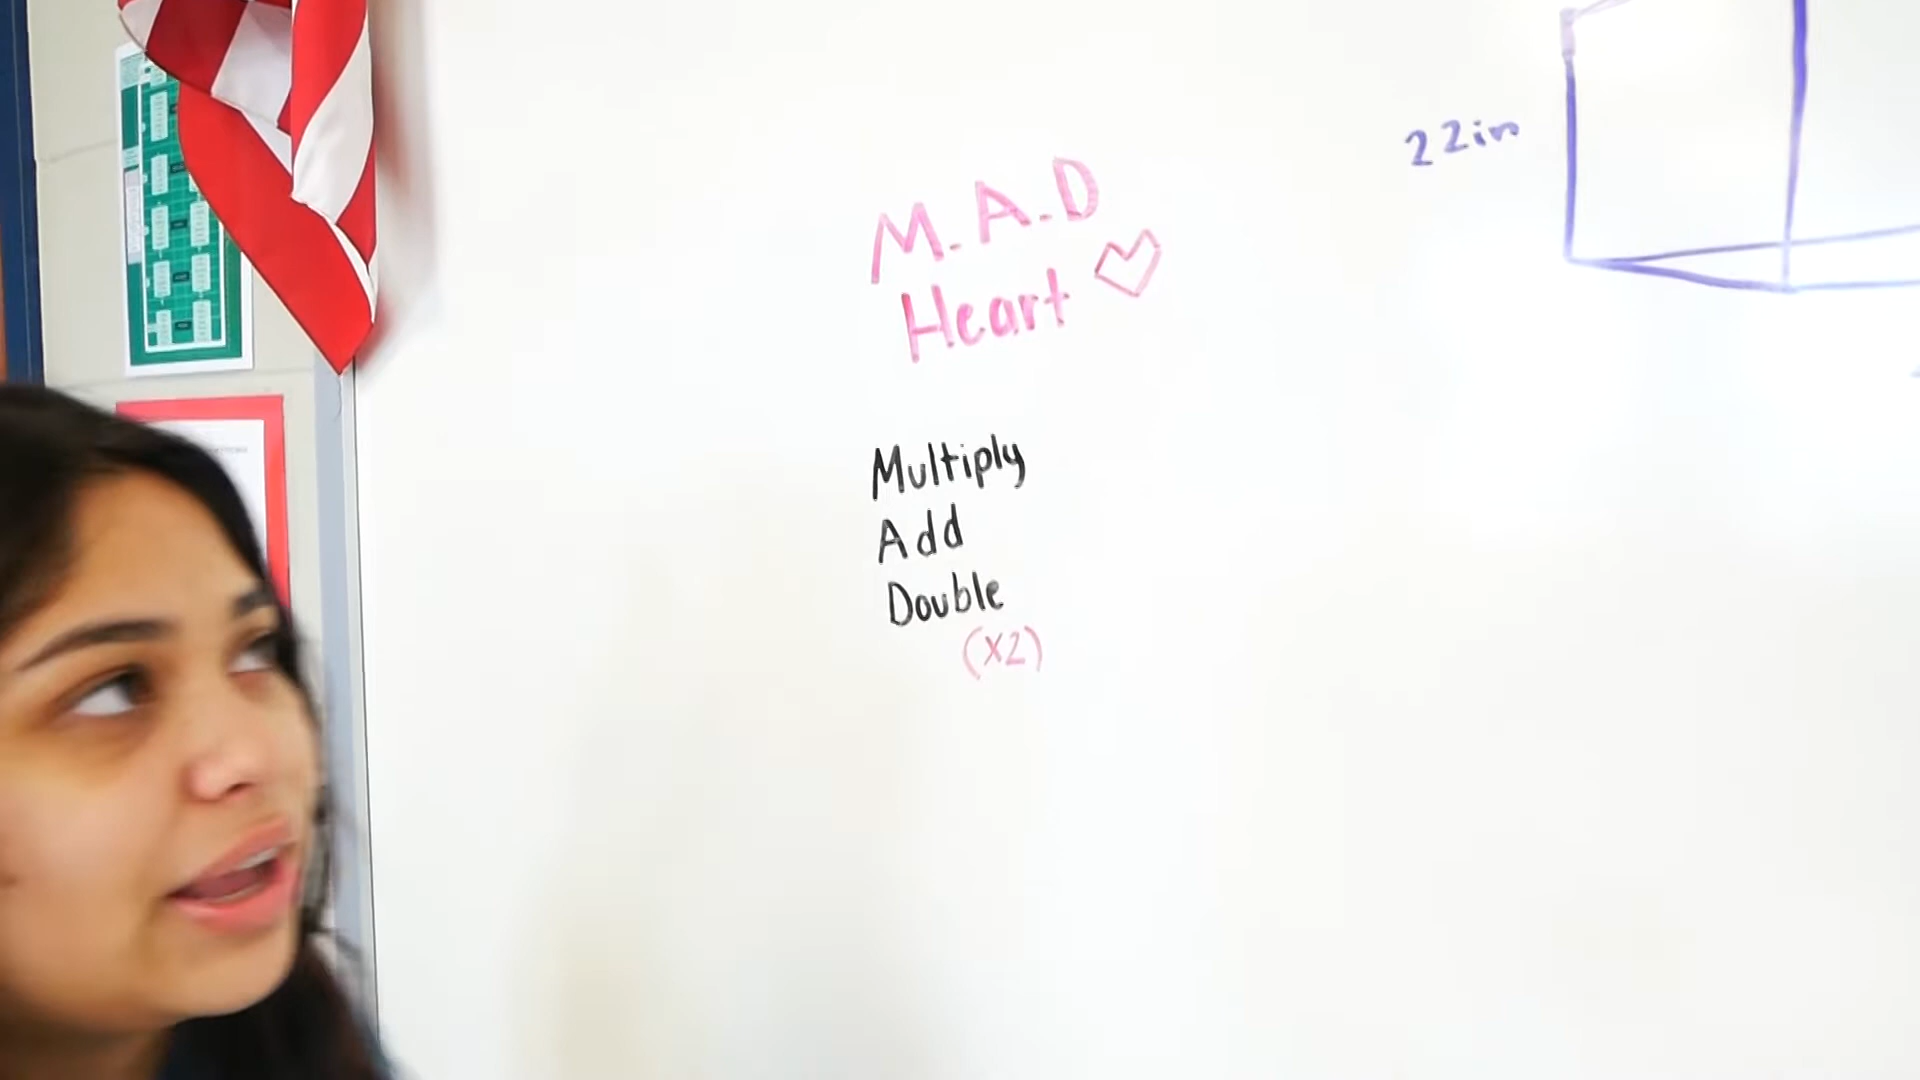 M.A.D
Heart ♡
Multiply
Add
Double
(x2)
22in